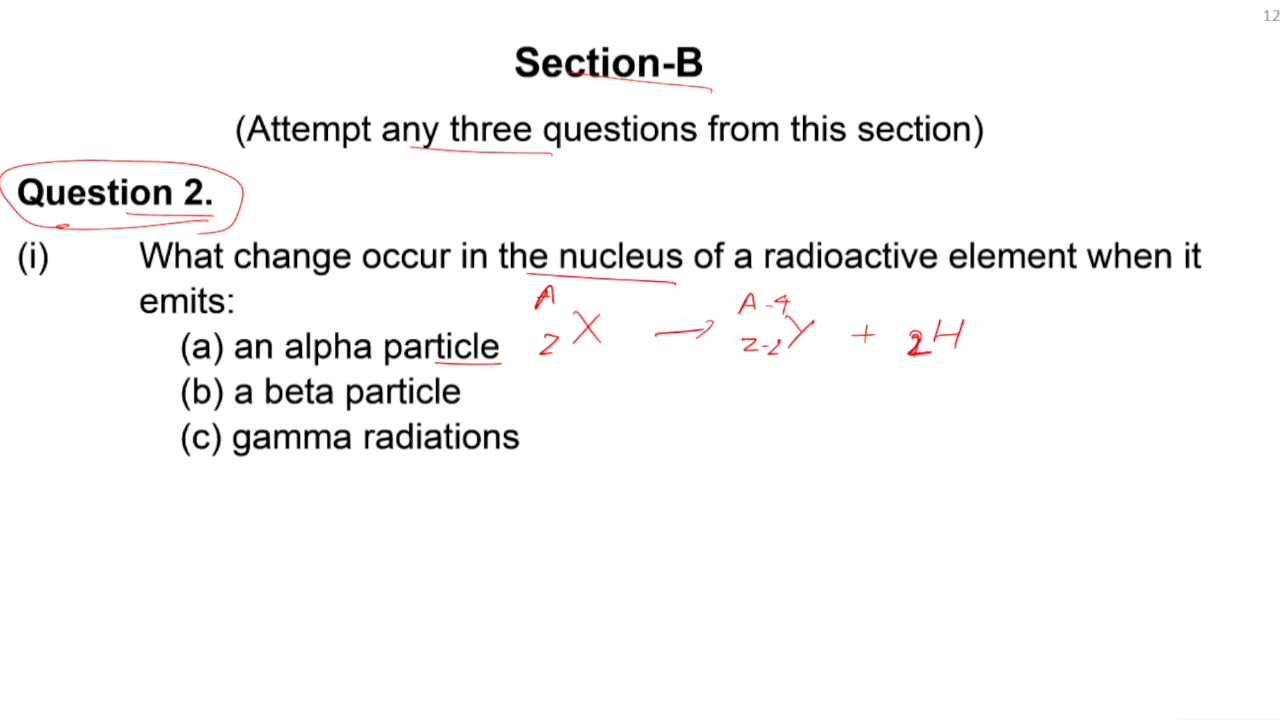 12
Section-B
(Attempt any three questions from this section)
Question 2.
(i) What change occur in the nucleus of a radioactive element when it
emits:
(a) an alpha particle A Z X → A-4 Z-2 Y + 2 H
(b) a beta particle
(c) gamma radiations